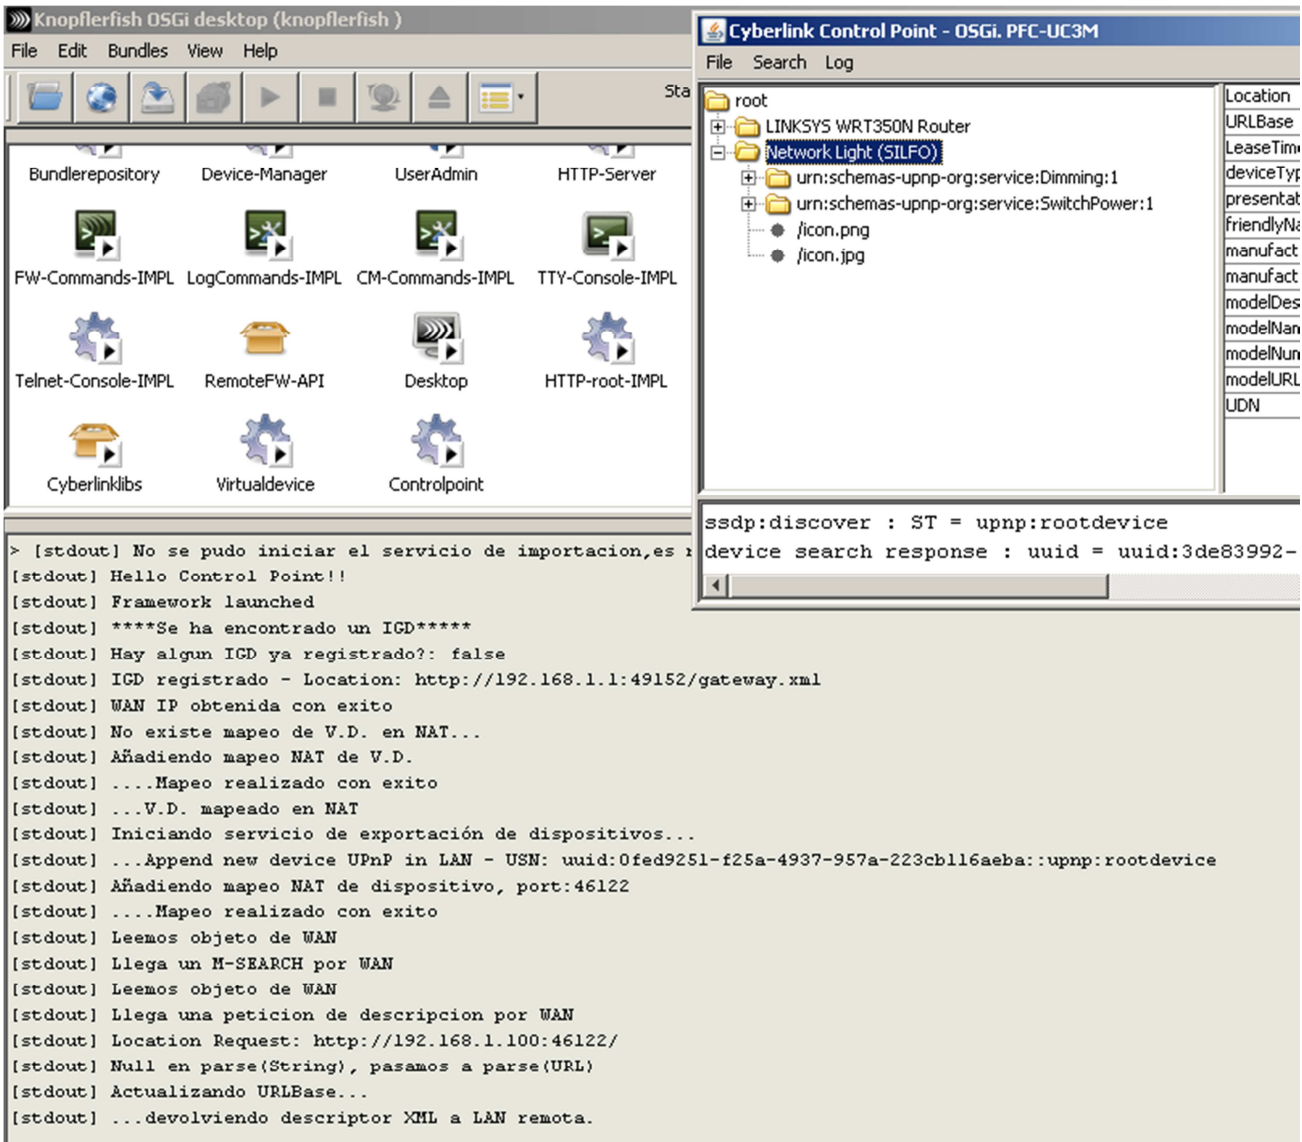 Knopflerfish OSGi desktop (knopflerfish )
File Edit Bundles View Help
Sta
Bundlerepository Device-Manager UserAdmin HTTP-Server
FW-Commands-IMPL LogCommands-IMPL CM-Commands-IMPL TTY-Console-IMPL
Telnet-Console-IMPL RemoteFW-API Desktop HTTP-root-IMPL
Cyberlinklibs Virtualdevice Controlpoint
Cyberlink Control Point - OSGi. PFC-UC3M
File Search Log
root
LINKSYS WRT350N Router
Network Light (SILFO)
urn:schemas-upnp-org:service:Dimming:1
urn:schemas-upnp-org:service:SwitchPower:1
/icon.png
/icon.jpg
Location
URLBase
LeaseTime
deviceTyp
presentat
friendlyNa
manufact
manufact
modelDes
modelNam
modelNum
modelURL
UDN
ssdp:discover : ST = upnp:rootdevice
device search response : uuid = uuid:3de83992-
> [stdout] No se pudo iniciar el servicio de importacion,es
[stdout] Hello Control Point!!
[stdout] Framework launched
[stdout] ****Se ha encontrado un IGD*****
[stdout] Hay algun IGD ya registrado?: false
[stdout] IGD registrado - Location: http://192.168.1.1:49152/gateway.xml
[stdout] WAN IP obtenida con exito
[stdout] No existe mapeo de V.D. en NAT...
[stdout] Añadiendo mapeo NAT de V.D.
[stdout] ....Mapeo realizado con exito
[stdout] ...V.D. mapeado en NAT
[stdout] Iniciando servicio de exportación de dispositivos...
[stdout] ...Append new device UPnP in LAN - USN: uuid:0fed9251-f25a-4937-957a-223cb116aeba::upnp:rootdevice
[stdout] Añadiendo mapeo NAT de dispositivo, port:46122
[stdout] ....Mapeo realizado con exito
[stdout] Leemos objeto de WAN
[stdout] Llega un M-SEARCH por WAN
[stdout] Leemos objeto de WAN
[stdout] Llega una peticion de descripcion por WAN
[stdout] Location Request: http://192.168.1.100:46122/
[stdout] Null en parse(String), pasamos a parse(URL)
[stdout] Actualizando URLBase...
[stdout] ...devolviendo descriptor XML a LAN remota.